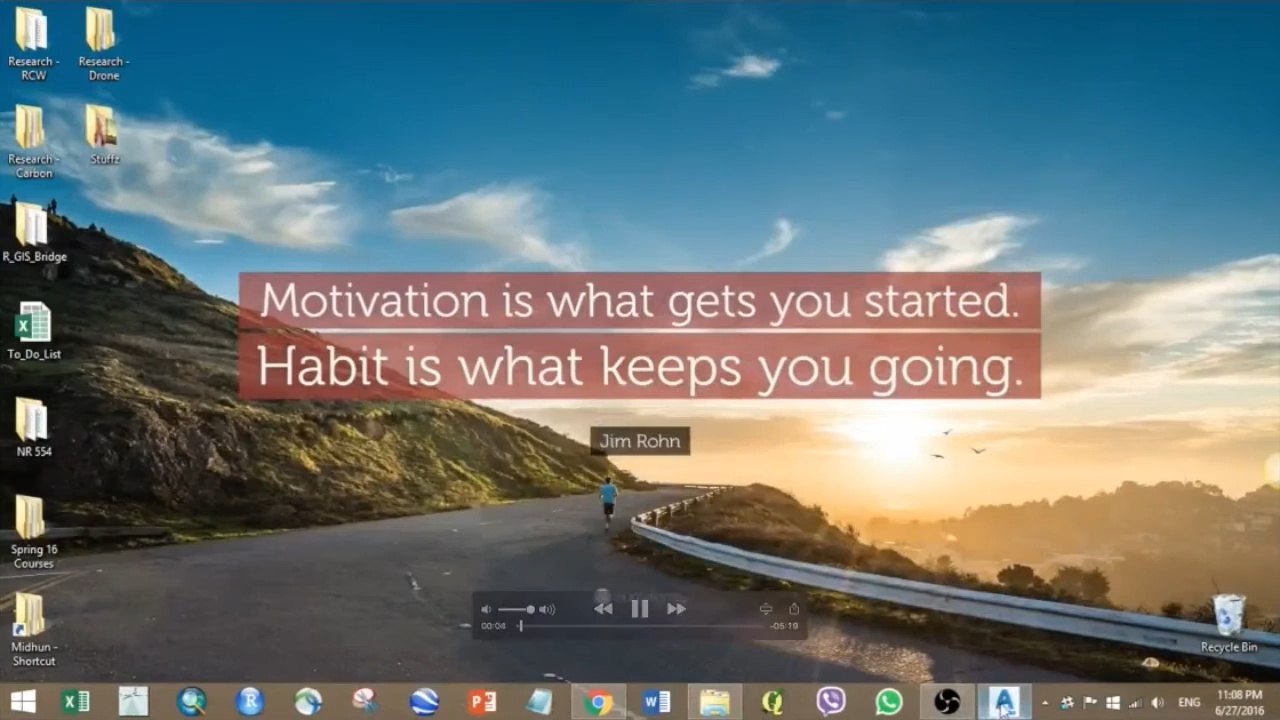 Research -
RCW
Research -
Drone
Research -
Carbon
Stuffz
R_GIS_Bridge
To_Do_List
NR 554
Spring 16
Courses
Midhun -
Shortcut
Motivation is what gets you started.
Habit is what keeps you going.
Jim Rohn
00:04
-05:19
Recycle Bin
ENG
11:08 PM
6/27/2016